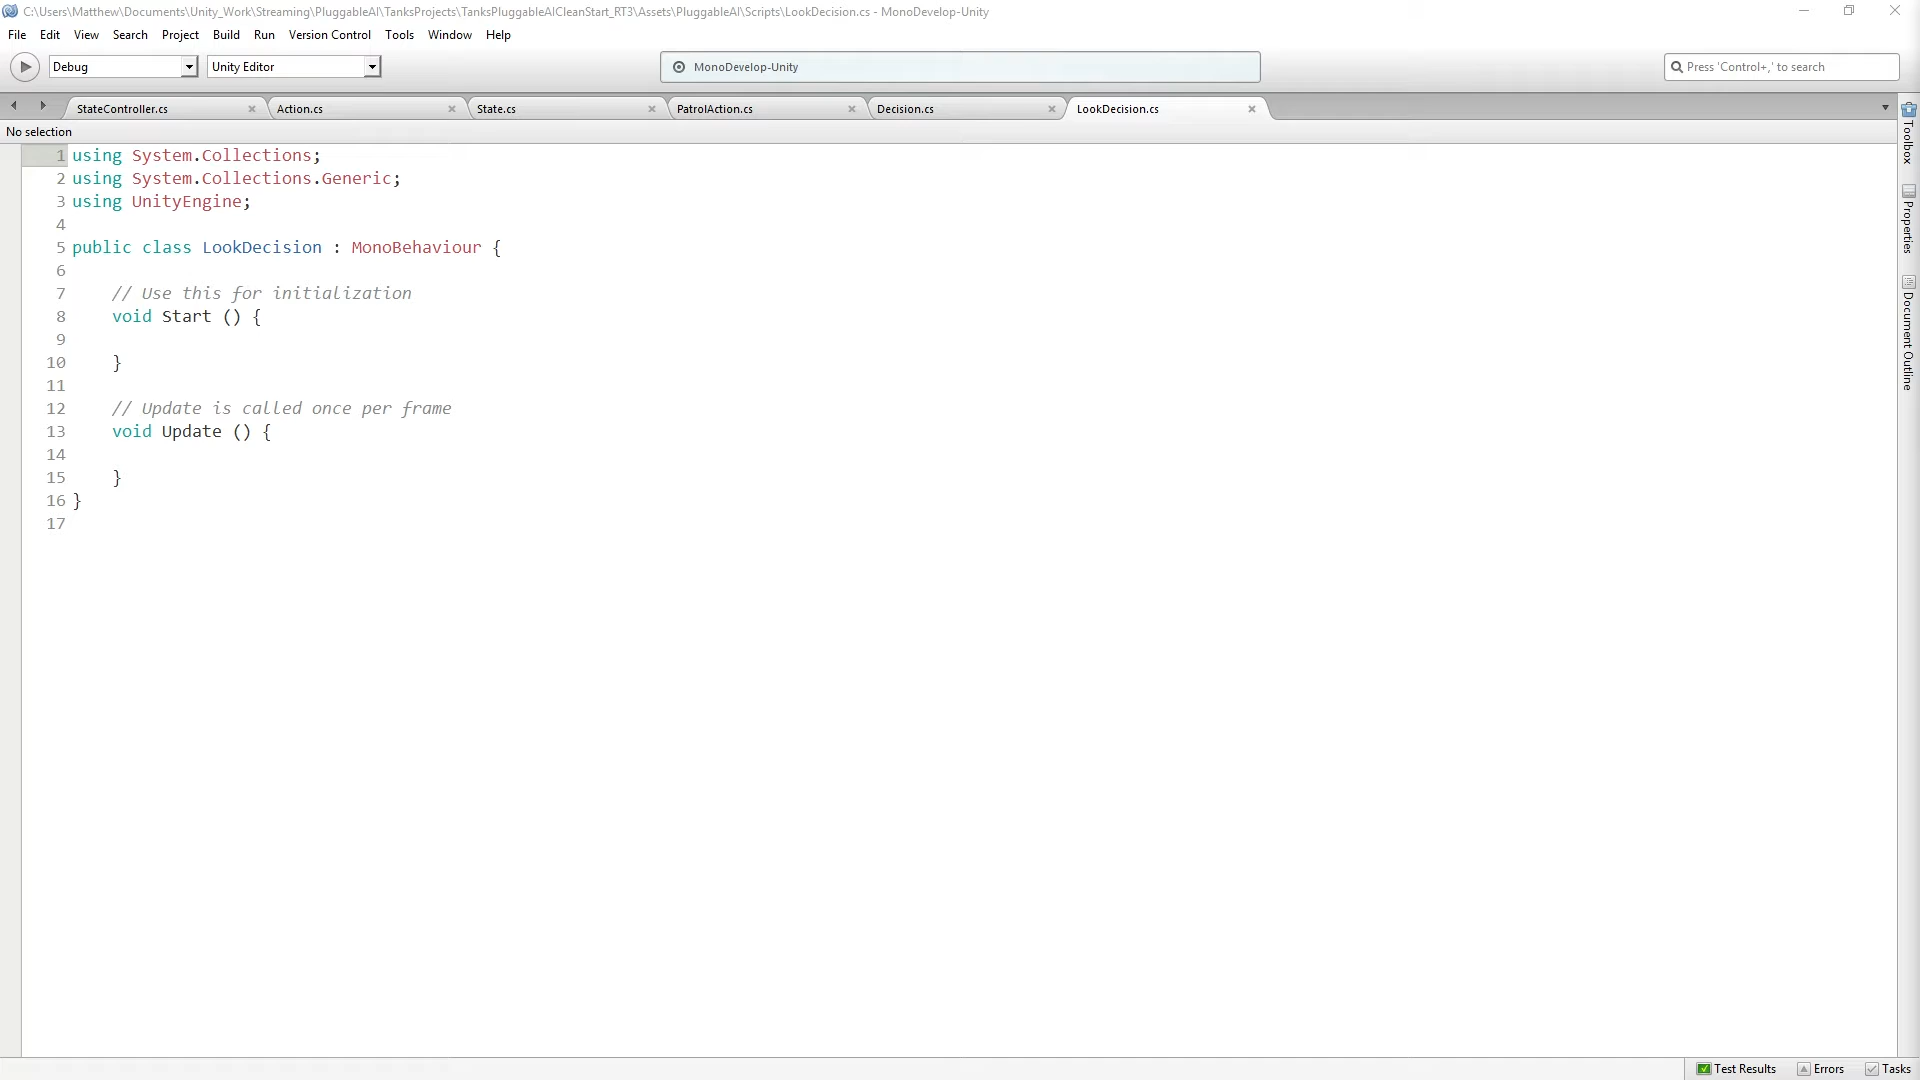 C:\Users\Matthew\Documents\Unity_Work\Streaming\PluggableAI\TanksProjects\TanksPluggableAICleanStart_RT3\Assets\PluggableAI\Scripts\LookDecision.cs - MonoDevelop-Unity
File Edit View Search Project Build Run Version Control Tools Window Help
Debug Unity Editor MonoDevelop-Unity Press 'Control+,' to search
StateController.cs Action.cs State.cs PatrolAction.cs Decision.cs LookDecision.cs
No selection
1 using System.Collections;
2 using System.Collections.Generic;
3 using UnityEngine;
4
5 public class LookDecision : MonoBehaviour {
6
7 // Use this for initialization
8 void Start () {
9
10 }
11
12 // Update is called once per frame
13 void Update () {
14
15 }
16 }
17
Toolbox
Properties
Document Outline
Test Results Errors Tasks